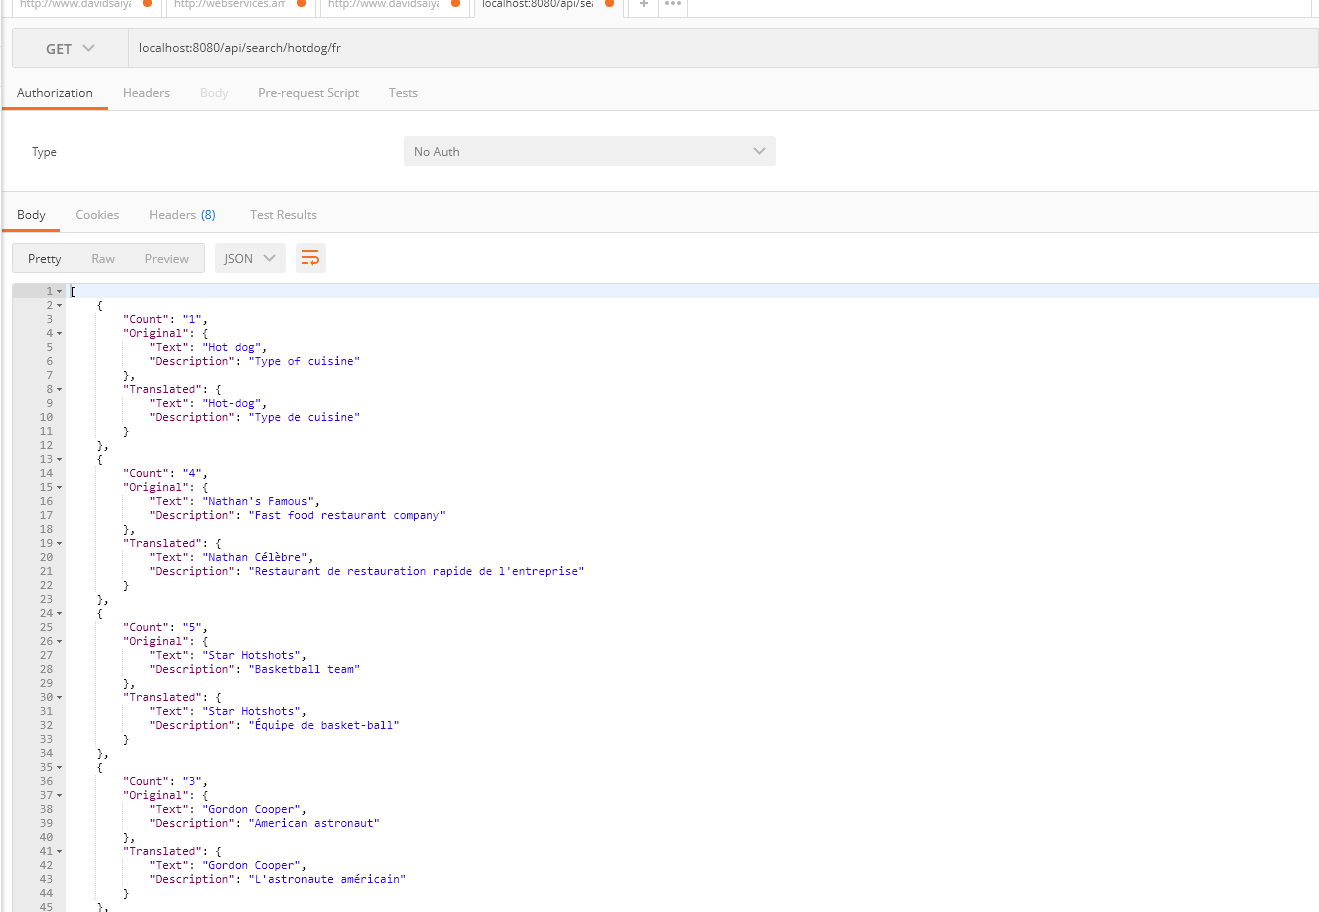 http://www.davidsaiya
http://webservices.am
http://www.davidsaiya
localhost:8080/api/sea
+ •••
GET localhost:8080/api/search/hotdog/fr
Authorization Headers Body Pre-request Script Tests
Type No Auth
Body Cookies Headers (8) Test Results
Pretty Raw Preview JSON
1 [
2 {
3 "Count": "1",
4 "Original": {
5 "Text": "Hot dog",
6 "Description": "Type of cuisine"
7 },
8 "Translated": {
9 "Text": "Hot-dog",
10 "Description": "Type de cuisine"
11 }
12 },
13 {
14 "Count": "4",
15 "Original": {
16 "Text": "Nathan's Famous",
17 "Description": "Fast food restaurant company"
18 },
19 "Translated": {
20 "Text": "Nathan Célèbre",
21 "Description": "Restaurant de restauration rapide de l'entreprise"
22 }
23 },
24 {
25 "Count": "5",
26 "Original": {
27 "Text": "Star Hotshots",
28 "Description": "Basketball team"
29 },
30 "Translated": {
31 "Text": "Star Hotshots",
32 "Description": "Équipe de basket-ball"
33 }
34 },
35 {
36 "Count": "3",
37 "Original": {
38 "Text": "Gordon Cooper",
39 "Description": "American astronaut"
40 },
41 "Translated": {
42 "Text": "Gordon Cooper",
43 "Description": "L'astronaute américain"
44 }
45 },